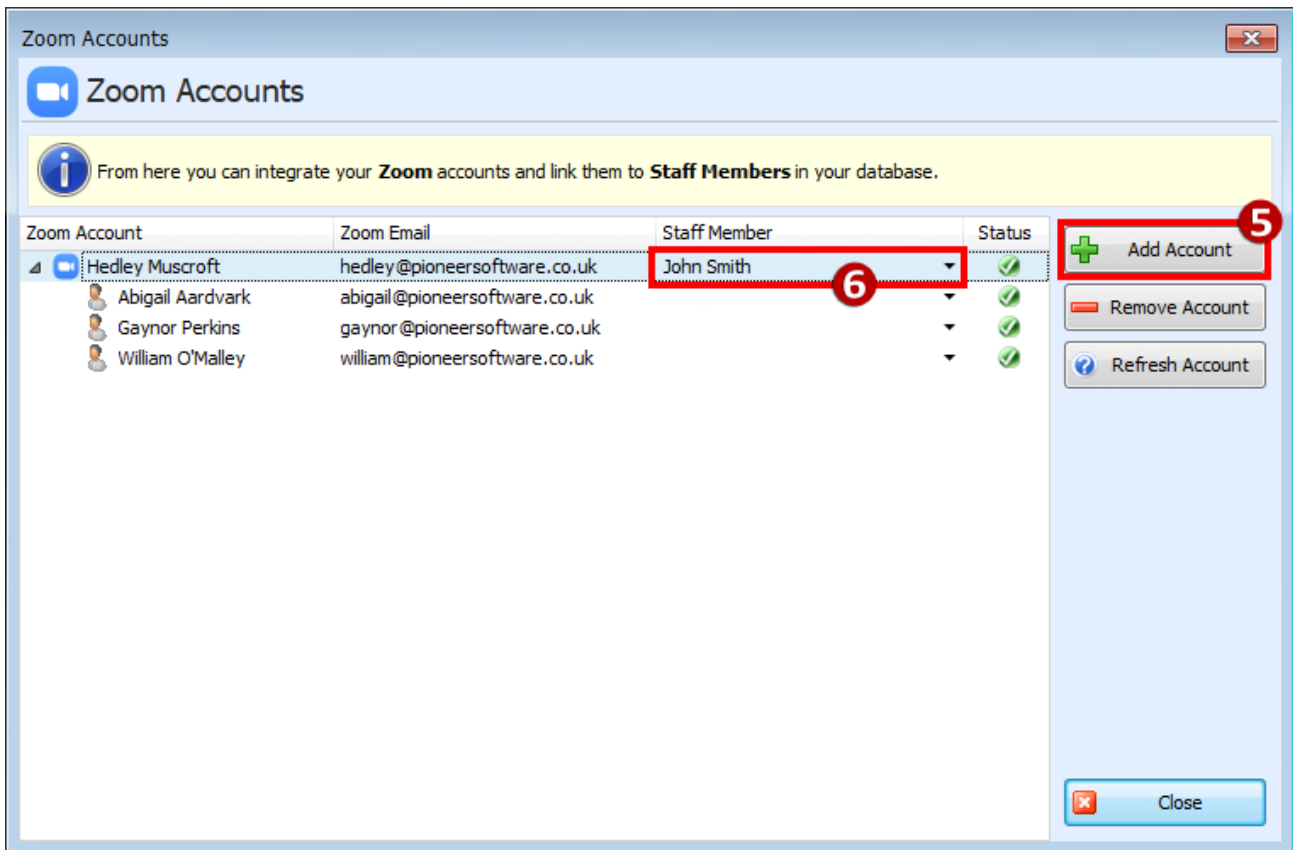 Zoom Accounts
Zoom Accounts
From here you can integrate your Zoom accounts and link them to Staff Members in your database.
Zoom Account Zoom Email Staff Member Status
Hedley Muscroft hedley@pioneersoftware.co.uk John Smith
Abigail Aardvark abigail@pioneersoftware.co.uk
Gaynor Perkins gaynor@pioneersoftware.co.uk
William O'Malley william@pioneersoftware.co.uk
6
5
Add Account
Remove Account
Refresh Account
Close